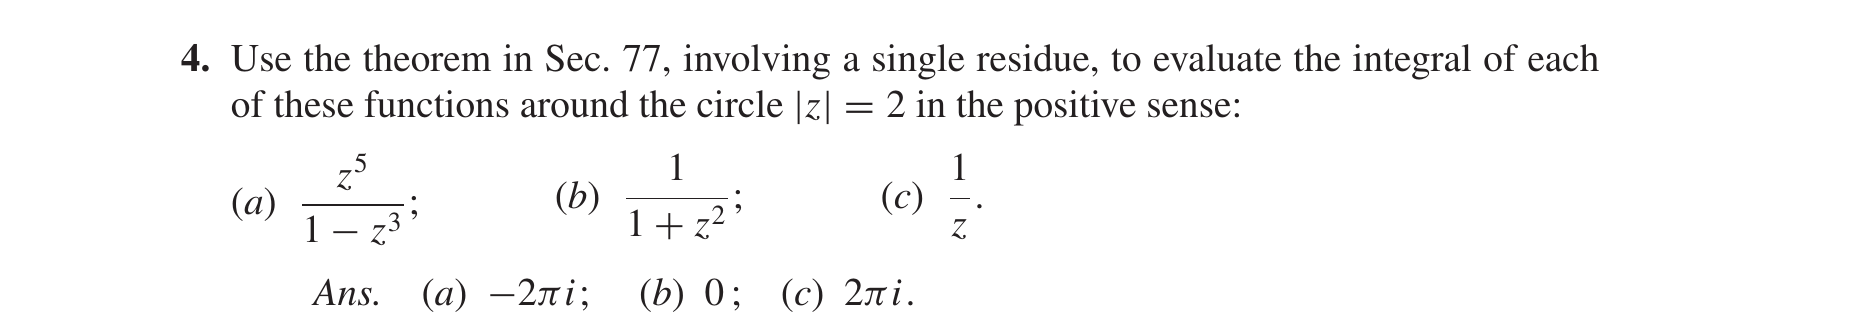 4. Use the theorem in Sec. 77, involving a single residue, to evaluate the integral of each
of these functions around the circle |z| = 2 in the positive sense:
(a) z^5/(1 − z^3); (b) 1/(1 + z^2); (c) 1/z.
Ans. (a) −2πi; (b) 0; (c) 2πi.